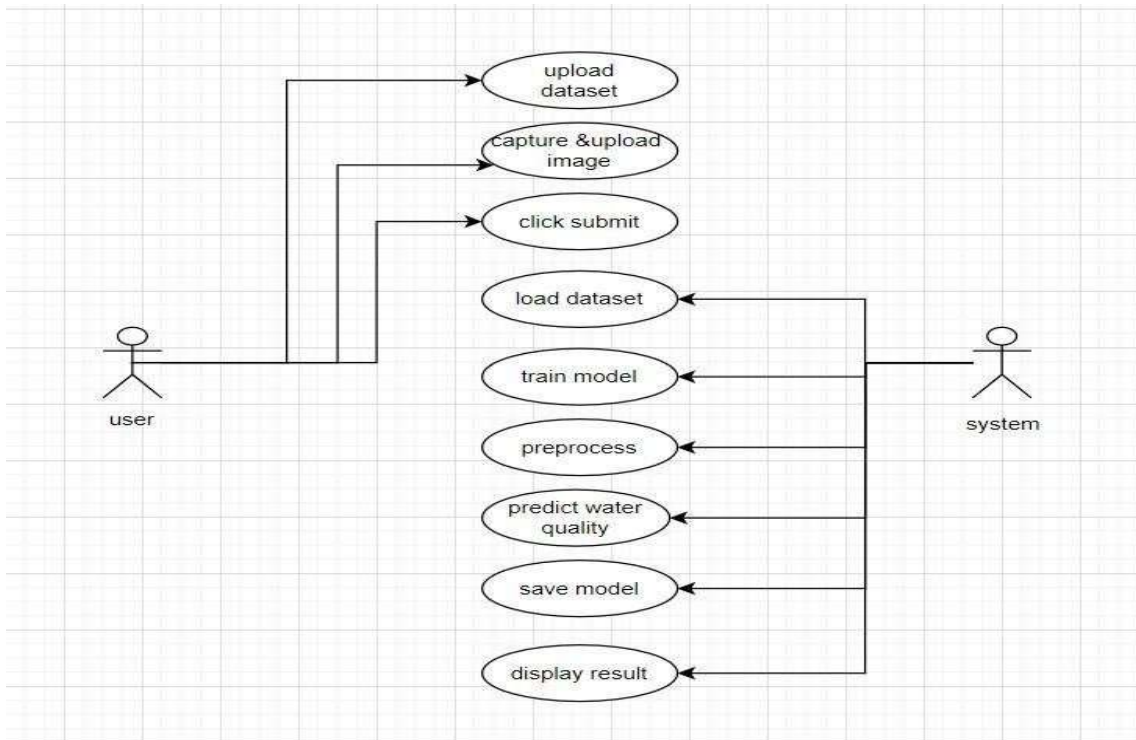 upload
dataset
capture &upload
image
click submit
load dataset
train model
user
system
preprocess
predict water
quality
save model
display result